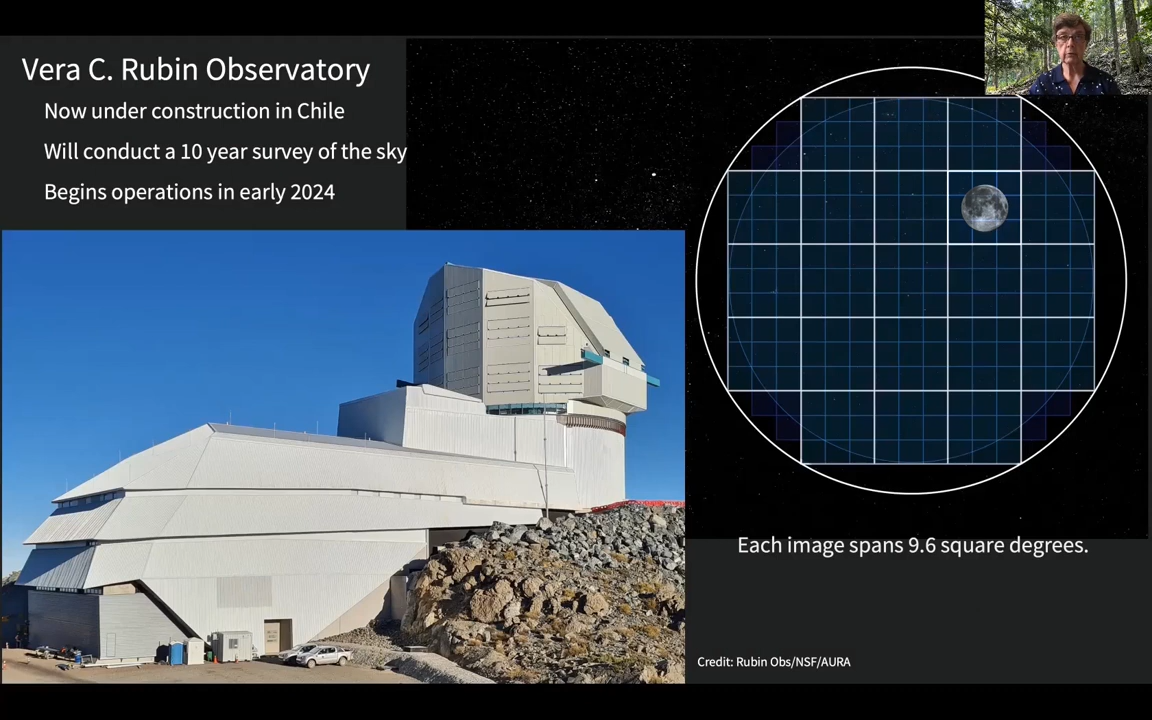 Vera C. Rubin Observatory
Now under construction in Chile
Will conduct a 10 year survey of the sky
Begins operations in early 2024
Each image spans 9.6 square degrees.
Credit: Rubin Obs/NSF/AURA